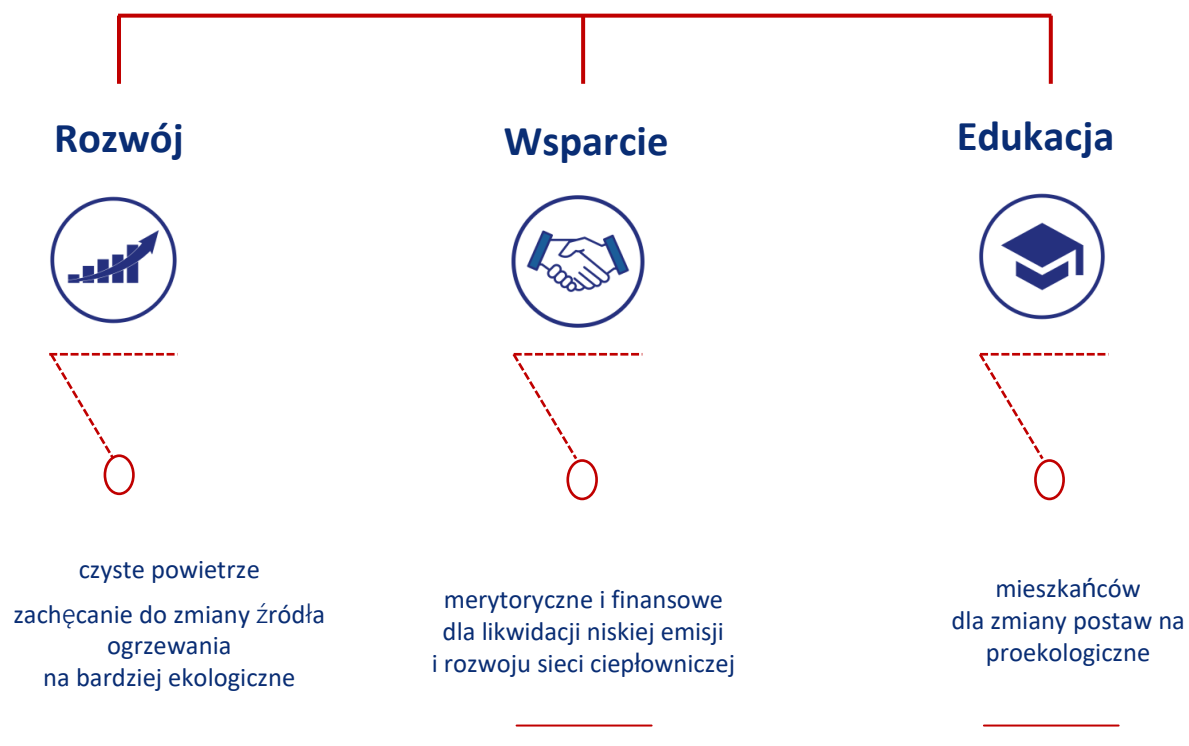 Rozwój
czyste powietrze
zachęcanie do zmiany źródła
ogrzewania
na bardziej ekologiczne
Wsparcie
merytoryczne i finansowe
dla likwidacji niskiej emisji
i rozwoju sieci ciepłowniczej
Edukacja
mieszkańców
dla zmiany postaw na
proekologiczne